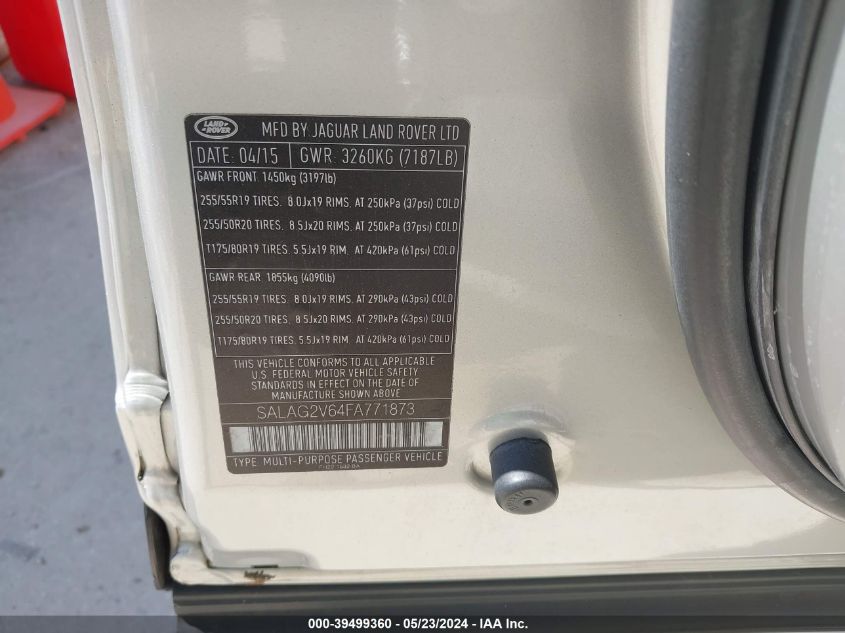 LAND ROVER
MFD BY JAGUAR LAND ROVER LTD
DATE: 04/15 GWR: 3260KG (7187LB)
GAWR FRONT 1450kg (3197lb)
255/55R19 TIRES. 8.0Jx19 RIMS. AT 250kPa (37psi) COLD
255/50R20 TIRES. 8.5Jx20 RIMS. AT 250kPa (37psi) COLD
T175/80R19 TIRES. 5.5Jx19 RIM. AT 420kPa (61psi) COLD
GAWR REAR 1855kg (4090lb)
255/55R19 TIRES. 8.0Jx19 RIMS. AT 290kPa (43psi) COLD
255/50R20 TIRES. 8.5Jx20 RIMS. AT 290kPa (43psi) COLD
T175/80R19 TIRES. 5.5Jx19 RIM. AT 420kPa (61psi) COLD
THIS VEHICLE CONFORMS TO ALL APPLICABLE
U.S. FEDERAL MOTOR VEHICLE SAFETY
STANDARDS IN EFFECT ON THE DATE OF
MANUFACTURE SHOWN ABOVE
SALAG2V64FA771873
TYPE: MULTI-PURPOSE PASSENGER VEHICLE
000-39499360 - 05/23/2024 - IAA Inc.